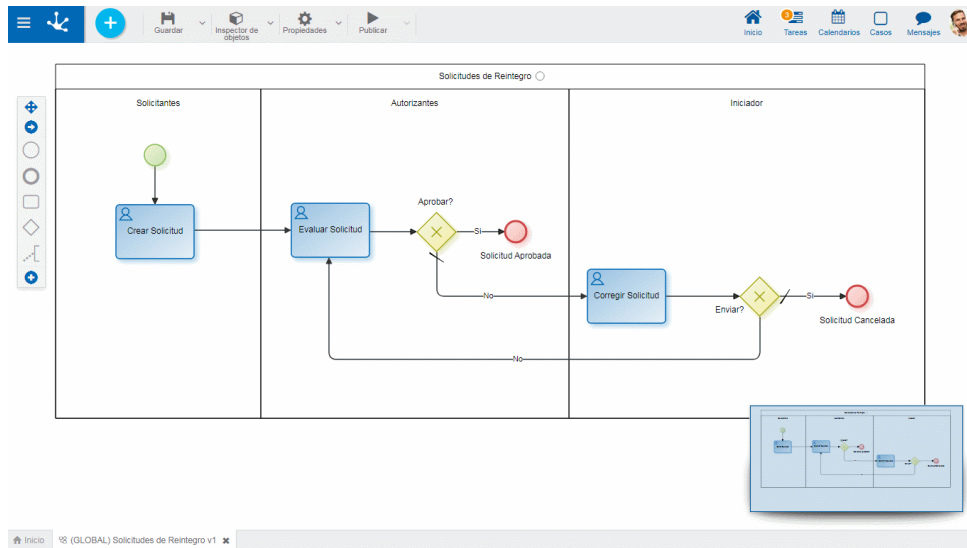 Guardar
Inspector de
objetos
Propiedades
Publicar
Inicio
3
Tareas
Calendarios
Casos
Mensajes
Solicitudes de Reintegro
Solicitantes
Autorizantes
Iniciador
Crear Solicitud
Evaluar Solicitud
Aprobar?
Si
Solicitud Aprobada
No
Corregir Solicitud
Enviar?
Si
Solicitud Cancelada
No
Inicio
(GLOBAL) Solicitudes de Reintegro v1